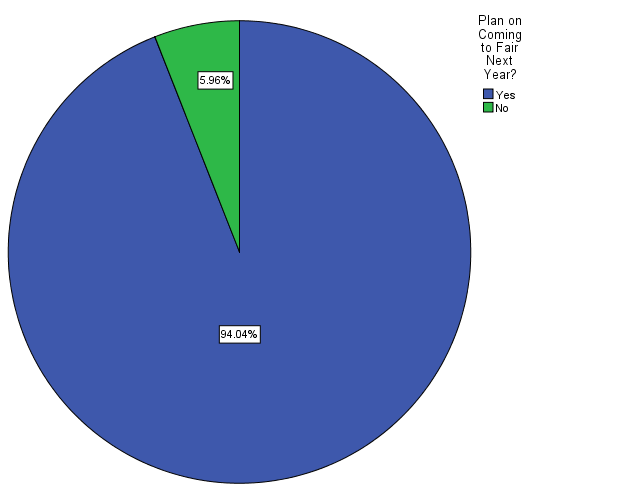 Plan on
Coming
to Fair
Next
Year?
Yes
No
5.96%
94.04%